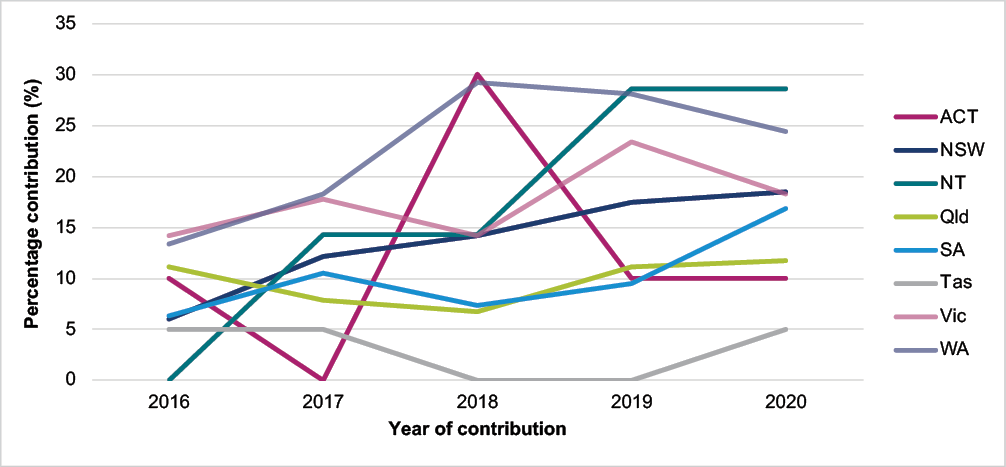 35
30
25
20
15
10
5
0
Percentage contribution (%)
2016 2017 2018 2019 2020
Year of contribution
ACT
NSW
NT
Qld
SA
Tas
Vic
WA